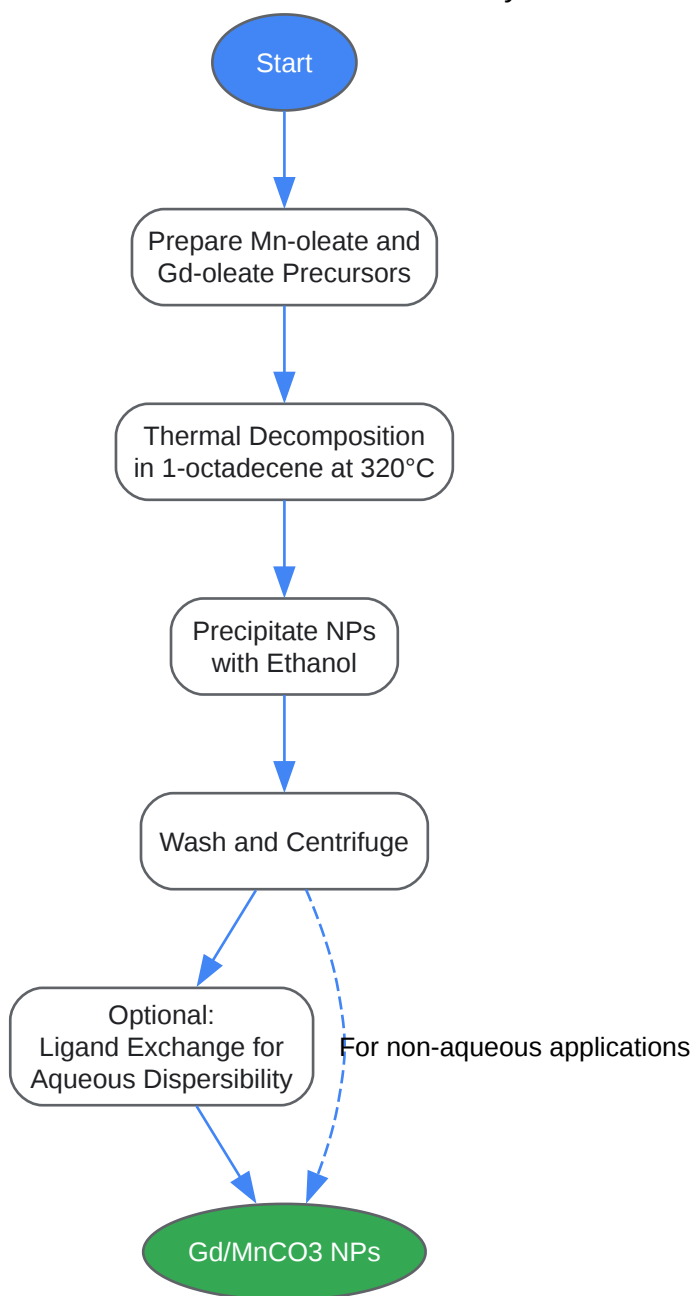 Start
Prepare Mn-oleate and
Gd-oleate Precursors
Thermal Decomposition
in 1-octadecene at 320°C
Precipitate NPs
with Ethanol
Wash and Centrifuge
Optional:
Ligand Exchange for
Aqueous Dispersibility
For non-aqueous applications
Gd/MnCO3 NPs